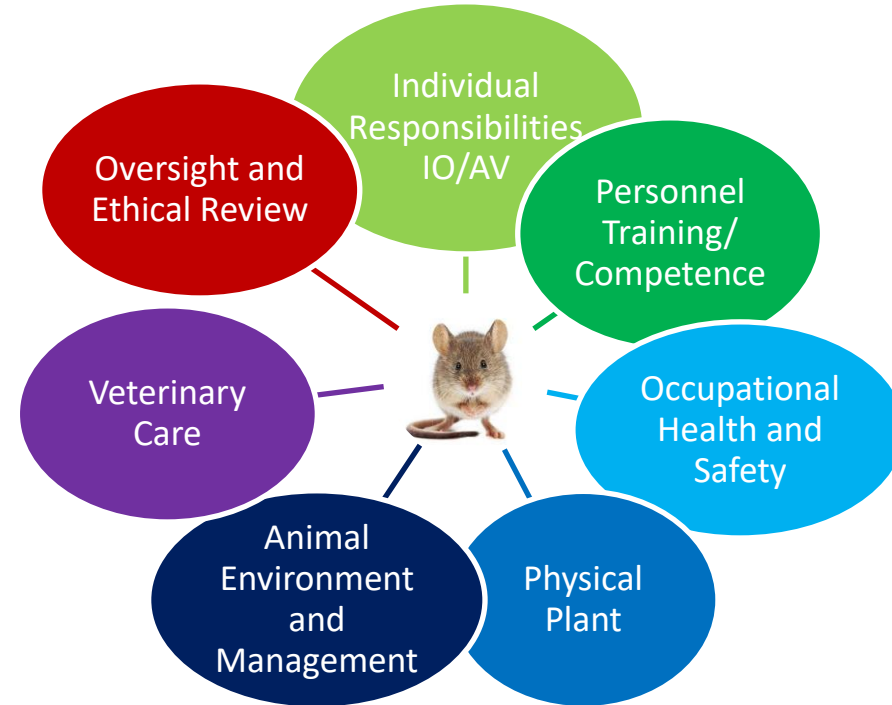 Individual
Responsibilities
IO/AV
Personnel
Training/
Competence
Occupational
Health and
Safety
Physical
Plant
Animal
Environment
and
Management
Veterinary
Care
Oversight and
Ethical Review